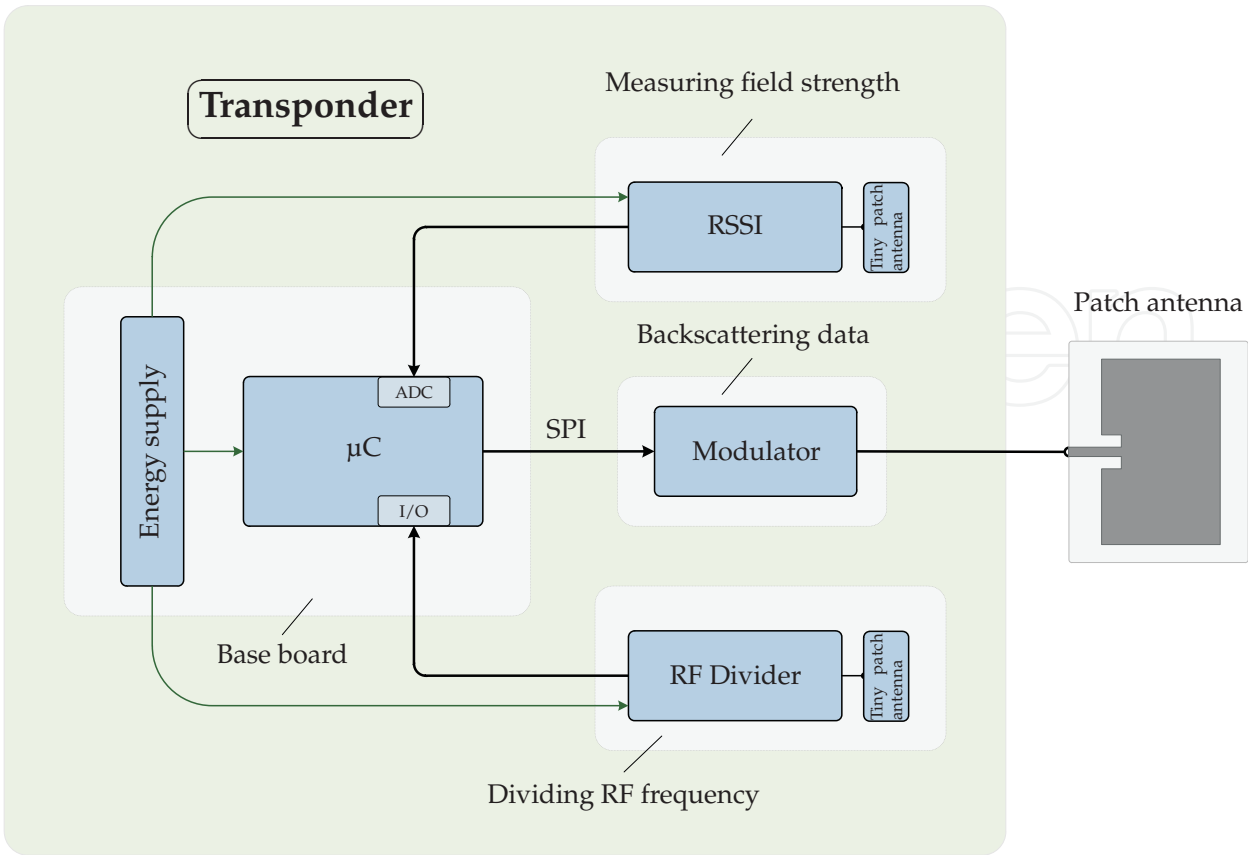 Transponder
Measuring field strength
RSSI
Tiny patch
antenna
Patch antenna
Backscattering data
Energy supply
ADC
µC
I/O
SPI
Modulator
Base board
RF Divider
Tiny patch
antenna
Dividing RF frequency